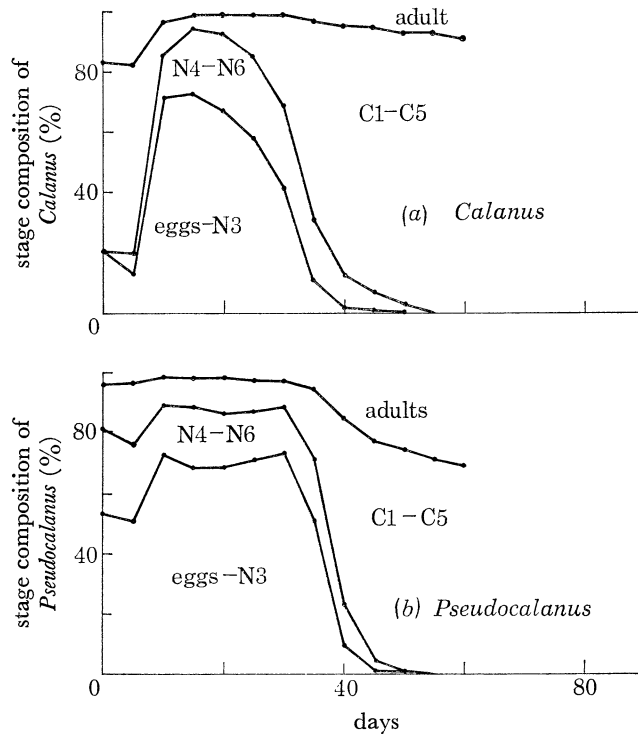 stage composition of
Calanus (%)
80
40
0
adult
N4−N6
C1−C5
eggs−N3
(a) Calanus
stage composition of
Pseudocalanus (%)
80
40
0
adults
N4−N6
C1−C5
eggs−N3
(b) Pseudocalanus
40
80
days